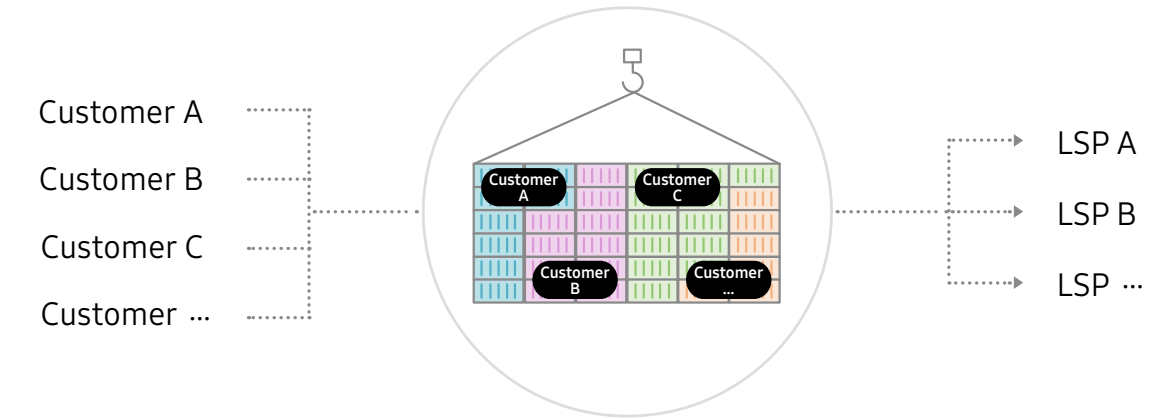 Customer A
Customer B
Customer C
Customer ...
Customer
A
Customer
C
Customer
B
Customer
...
LSP A
LSP B
LSP ...